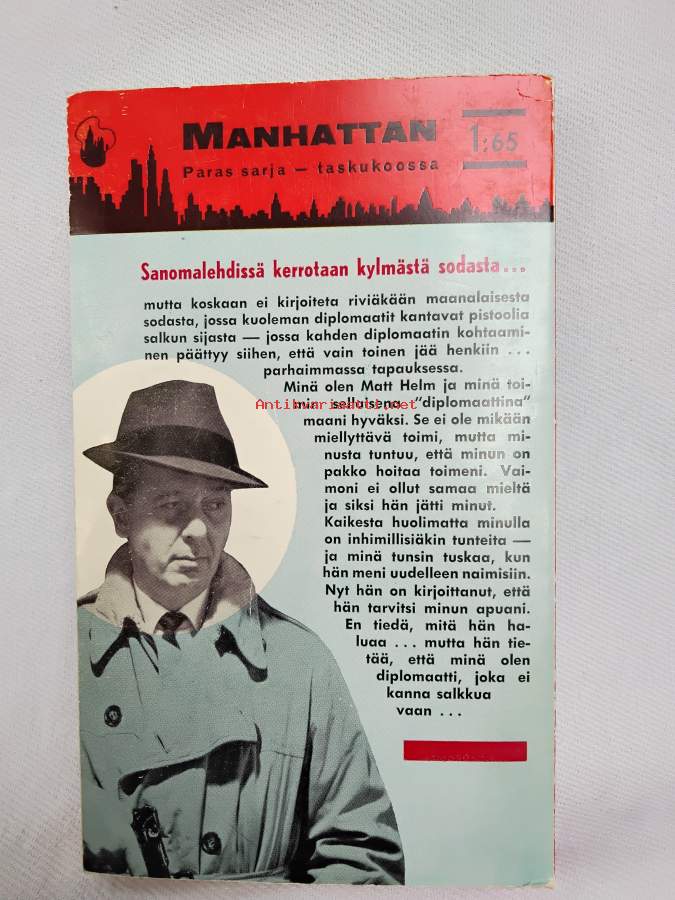 MANHATTAN
1:65
Paras sarja — taskukoossa
Sanomalehdissä kerrotaan kylmästä sodasta...
mutta koskaan ei kirjoiteta riviäkään maanalaisesta
sodasta, jossa kuoleman diplomaatit kantavat pistoolia
salkun sijasta — jossa kahden diplomaatin kohtaami-
nen päättyy siihen, että vain toinen jää henkiin ...
parhaimmassa tapauksessa.
Minä olen Matt Helm ja minä toi-
min sellaisena "diplomaattina"
Antikvariaatti.net
maani hyväksi. Se ei ole mikään
miellyttävä toimi, mutta mi-
nusta tuntuu, että minun on
pakko hoitaa toimeni. Vai-
moni ei ollut samaa mieltä
ja siksi hän jätti minut.
Kaikesta huolimatta minulla
on inhimillisiäkin tunteita —
ja minä tunsin tuskaa, kun
hän meni uudelleen naimisiin.
Nyt hän on kirjoittanut, että
hän tarvitsi minun apuani.
En tiedä, mitä hän ha-
luaa ... mutta hän tie-
tää, että minä olen
diplomaatti, joka ei
kanna salkkua
vaan ...